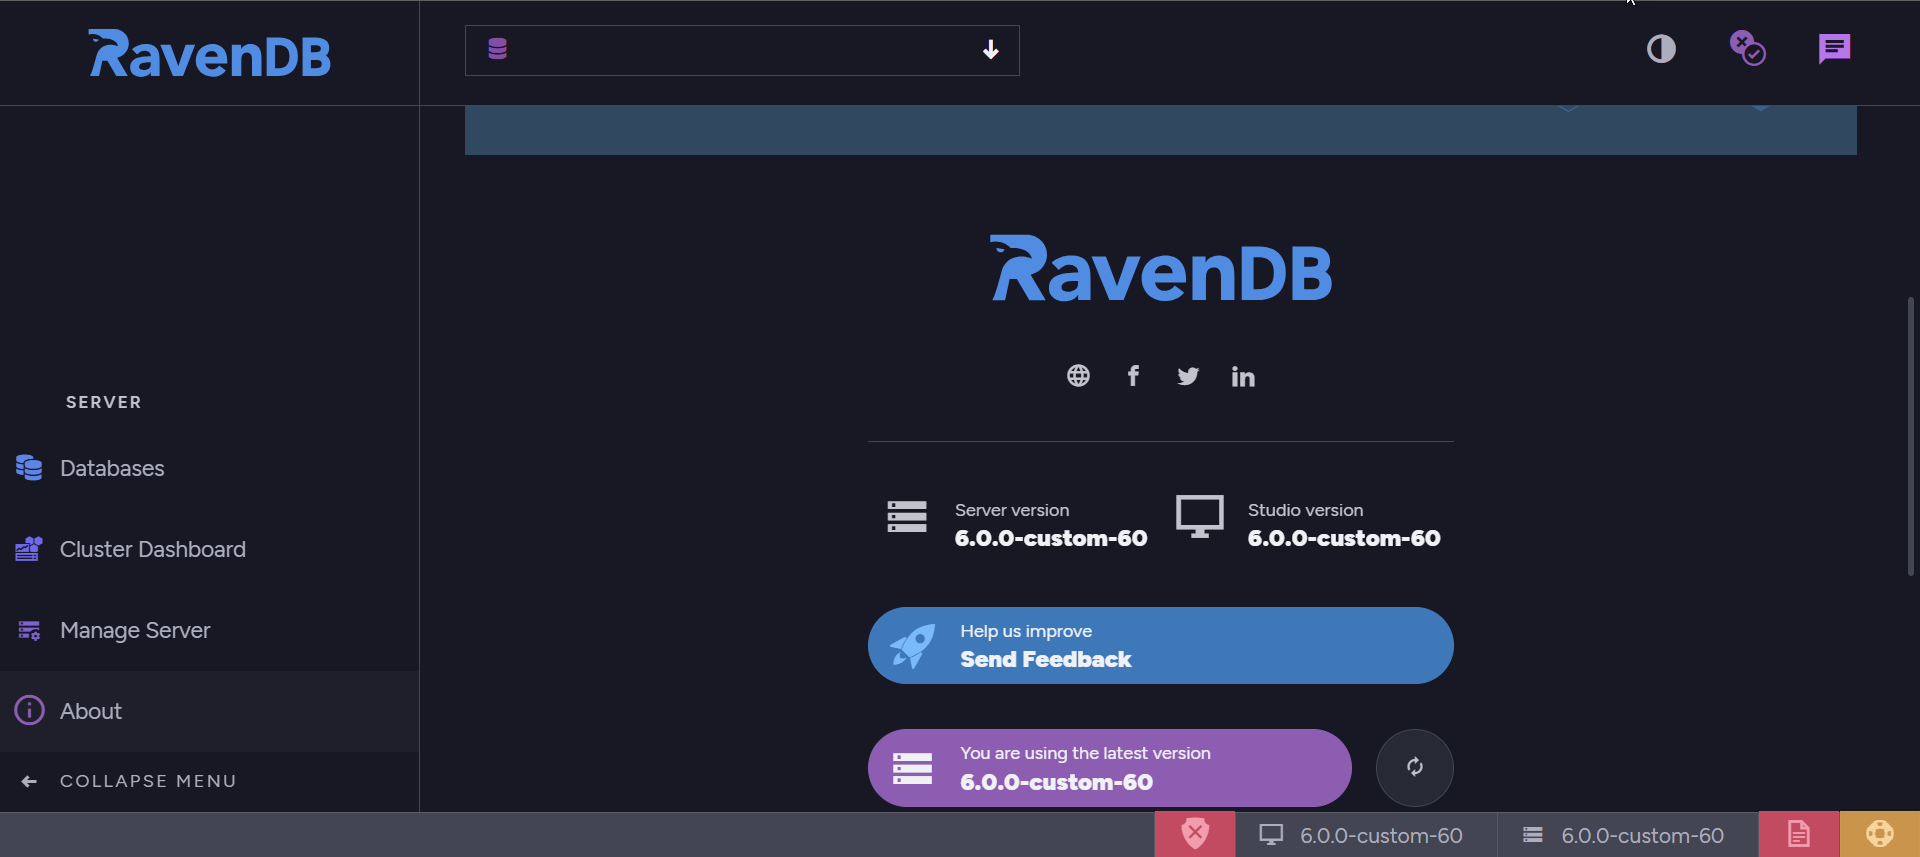 RavenDB
SERVER
Databases
Cluster Dashboard
Manage Server
About
COLLAPSE MENU
RavenDB
Server version
6.0.0-custom-60
Studio version
6.0.0-custom-60
Help us improve
Send Feedback
You are using the latest version
6.0.0-custom-60
6.0.0-custom-60
6.0.0-custom-60